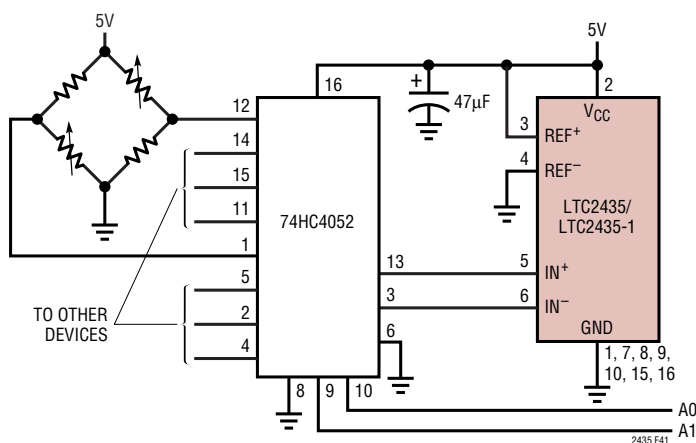 5V
5V
16
2
12
+
47µF
VCC
3
REF+
14
4
REF−
15
11
74HC4052
LTC2435/
LTC2435-1
1
13
5
IN+
5
3
6
IN−
TO OTHER
DEVICES
2
6
GND
4
1, 7, 8, 9,
10, 15, 16
8
9
10
A0
A1
2435 F41